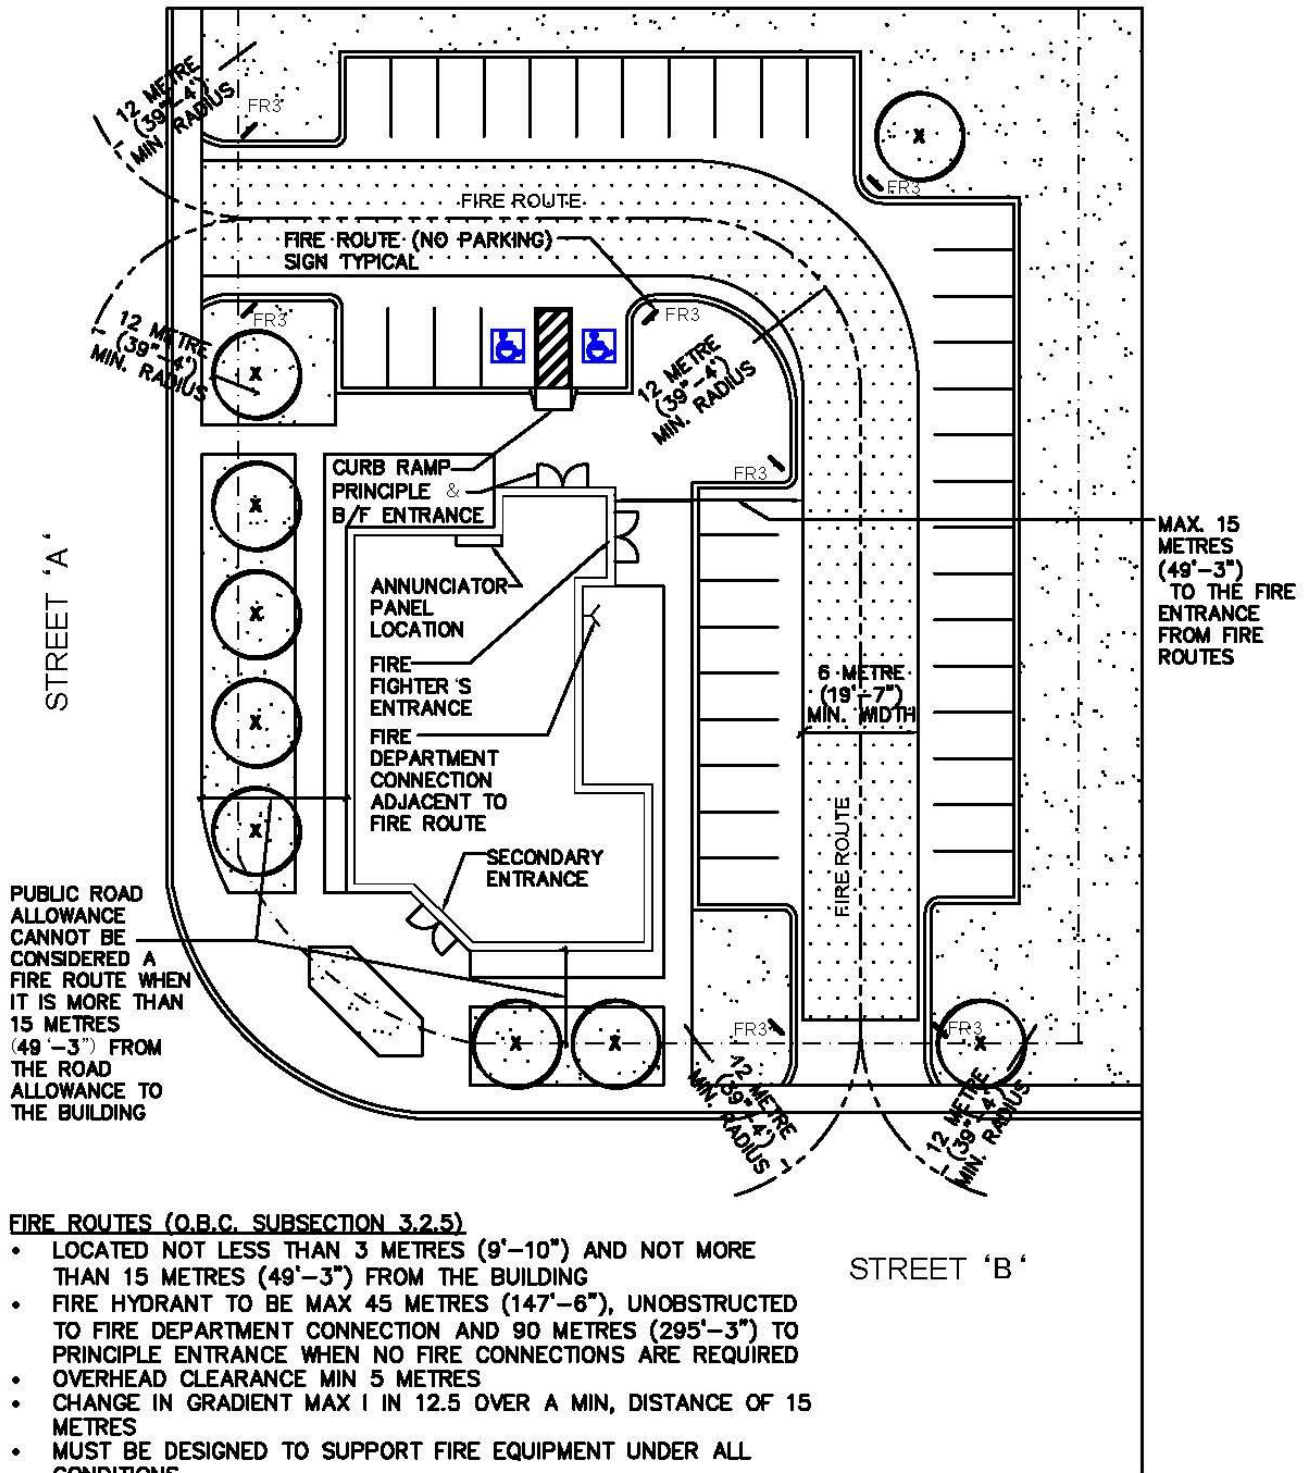 12 METRE
(39'-4")
MIN. RADIUS
FR3
FR3
FIRE ROUTE
FIRE ROUTE (NO PARKING)
SIGN TYPICAL
12 METRE
(39"-4')
MIN. RADIUS
FR3
FR3
12 METRE
(39"-4')
MIN. RADIUS
CURB RAMP
PRINCIPLE &
B/F ENTRANCE
FR3
STREET 'A'
ANNUNCIATOR
PANEL
LOCATION
FIRE
FIGHTER'S
ENTRANCE
FIRE
DEPARTMENT
CONNECTION
ADJACENT TO
FIRE ROUTE
SECONDARY
ENTRANCE
MAX. 15
METRES
(49'-3")
TO THE FIRE
ENTRANCE
FROM FIRE
ROUTES
6 METRE
(19'-7")
MIN. WIDTH
FIRE ROUTE
PUBLIC ROAD
ALLOWANCE
CANNOT BE
CONSIDERED A
FIRE ROUTE WHEN
IT IS MORE THAN
15 METRES
(49'-3") FROM
THE ROAD
ALLOWANCE TO
THE BUILDING
FR3
FR3
12 METRE
(39"-4')
MIN. RADIUS
12 METRE
(39"-4')
MIN. RADIUS
STREET 'B'
FIRE ROUTES (O.B.C. SUBSECTION 3.2.5)
• LOCATED NOT LESS THAN 3 METRES (9'-10") AND NOT MORE
THAN 15 METRES (49'-3") FROM THE BUILDING
• FIRE HYDRANT TO BE MAX 45 METRES (147'-6"), UNOBSTRUCTED
TO FIRE DEPARTMENT CONNECTION AND 90 METRES (295'-3") TO
PRINCIPLE ENTRANCE WHEN NO FIRE CONNECTIONS ARE REQUIRED
• OVERHEAD CLEARANCE MIN 5 METRES
• CHANGE IN GRADIENT MAX I IN 12.5 OVER A MIN, DISTANCE OF 15
METRES
• MUST BE DESIGNED TO SUPPORT FIRE EQUIPMENT UNDER ALL